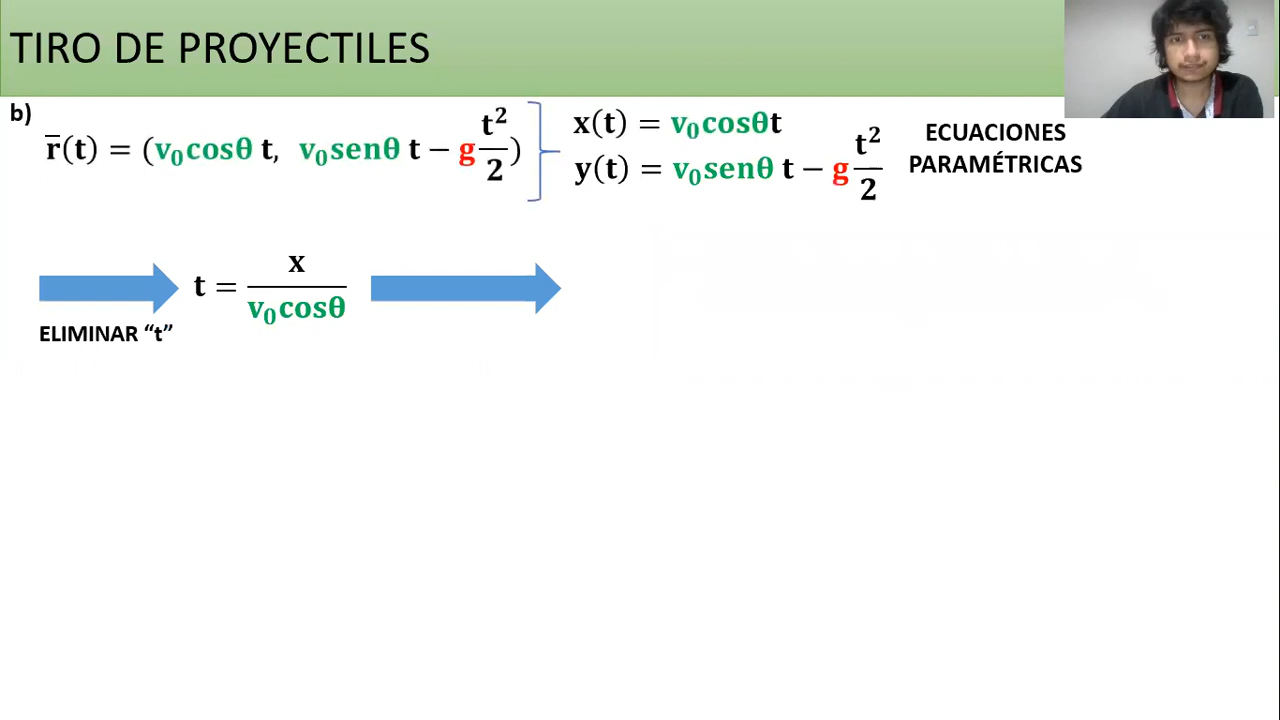 TIRO DE PROYECTILES
b)
r̅(t) = (v₀cosθ t, v₀senθ t − g t²/2)
x(t) = v₀cosθt
y(t) = v₀senθ t − g t²/2
ECUACIONES
PARAMÉTRICAS
t = x/v₀cosθ
ELIMINAR “t”